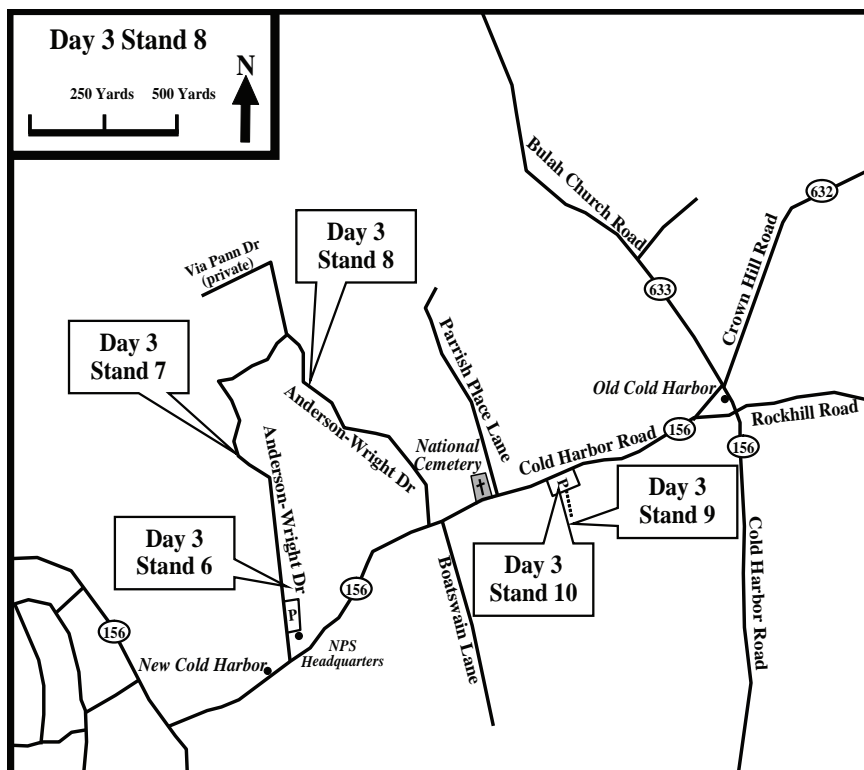 Day 3 Stand 8
N
250 Yards
500 Yards
Bulah Church Road
632
Crown Hill Road
Day 3
Stand 8
Via Pann Dr
(private)
633
Parrish Place Lane
Day 3
Stand 7
Old Cold Harbor
Anderson-Wright Dr
Rockhill Road
156
Cold Harbor Road
National
Cemetery
156
Anderson-Wright Dr
P
Day 3
Stand 9
Day 3
Stand 6
Day 3
Stand 10
Cold Harbor Road
Boatswain Lane
156
P
156
NPS
Headquarters
New Cold Harbor